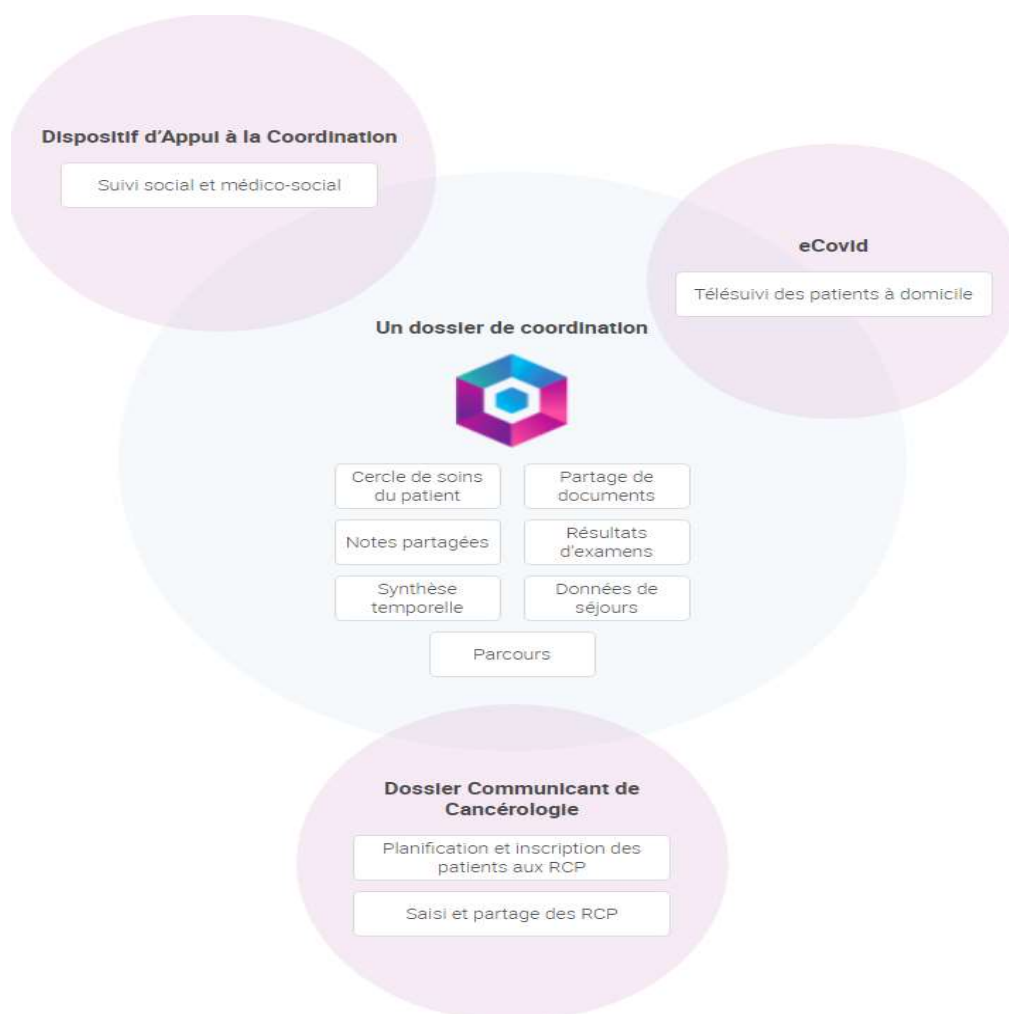 Dispositif d'Appui à la Coordination
Suivi social et médico-social
eCovid
Télésuivi des patients à domicile
Un dossier de coordination
Cercle de soins
du patient
Partage de
documents
Notes partagées
Résultats
d'examens
Synthèse
temporelle
Données de
séjours
Parcours
Dossier Communicant de
Cancérologie
Planification et inscription des
patients aux RCP
Saisi et partage des RCP